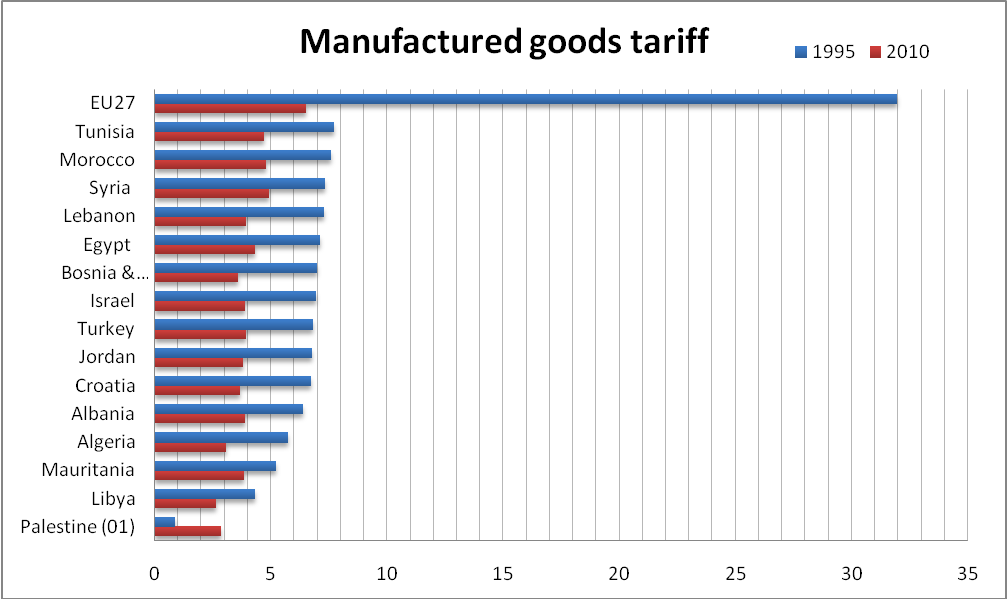 Manufactured goods tariff
1995 2010
EU27
Tunisia
Morocco
Syria
Lebanon
Egypt
Bosnia &...
Israel
Turkey
Jordan
Croatia
Albania
Algeria
Mauritania
Libya
Palestine (01)
0 5 10 15 20 25 30 35